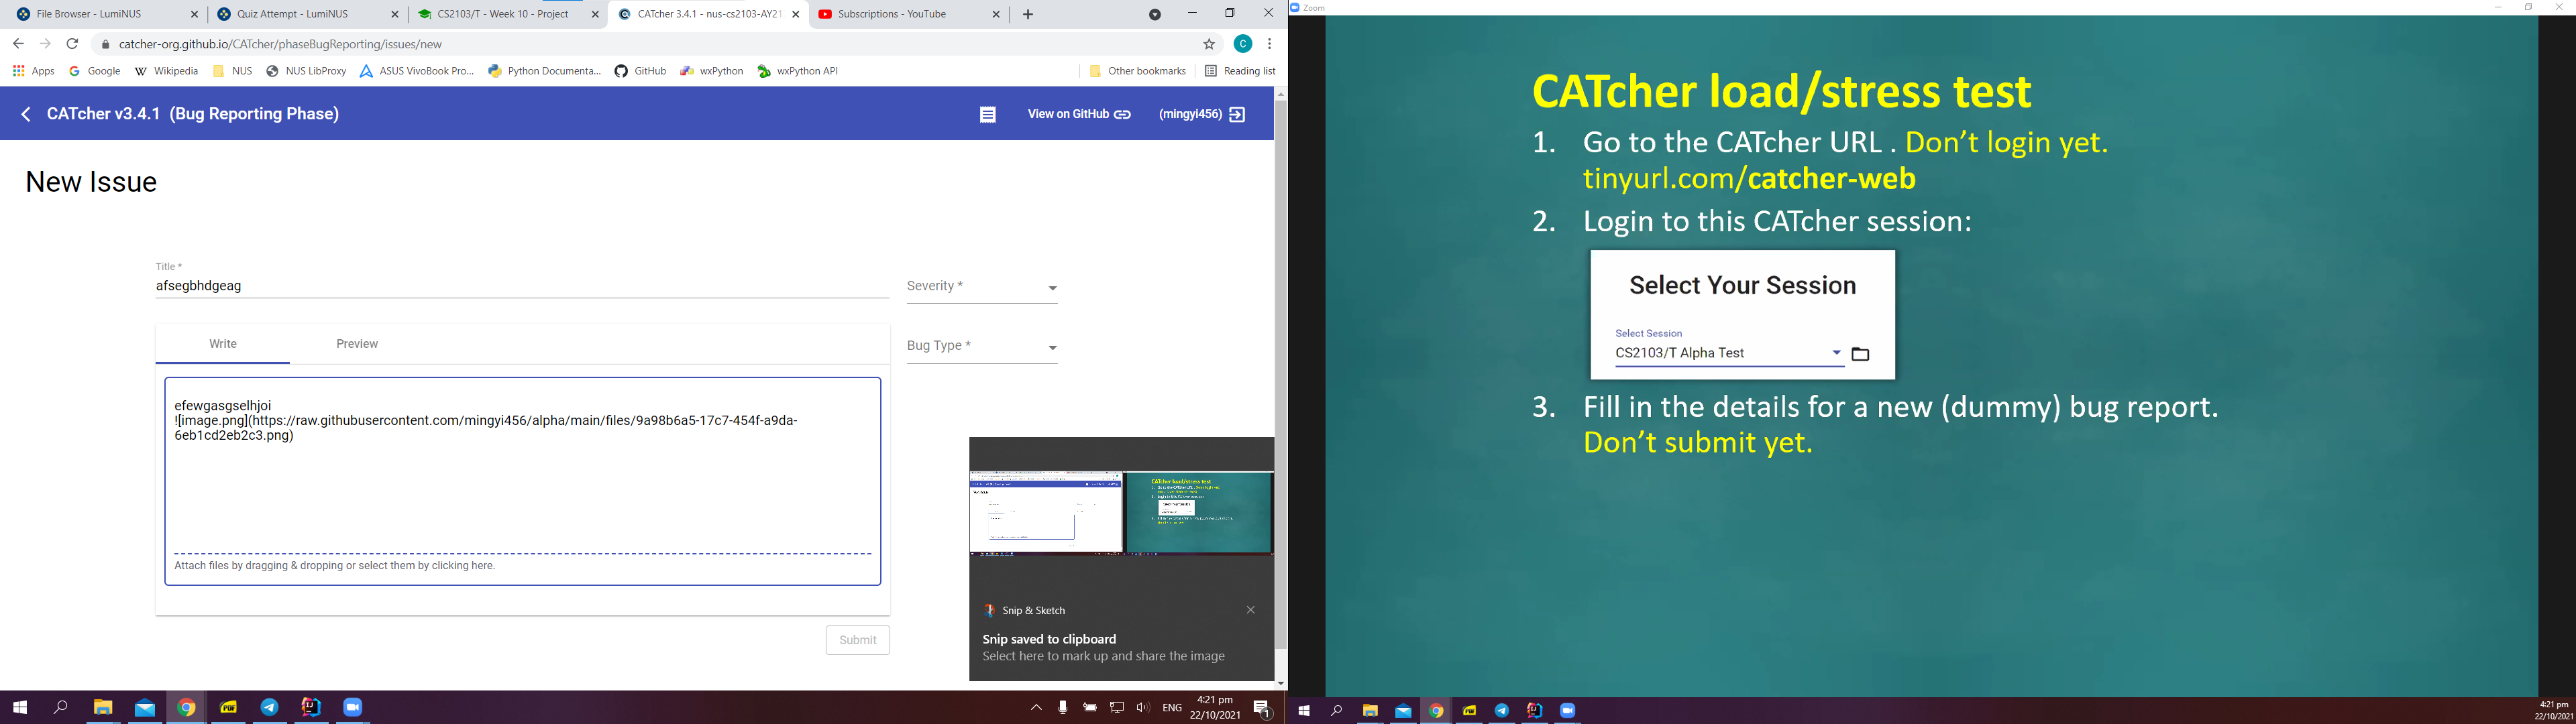 File Browser - LumiNUS
Quiz Attempt - LumiNUS
CS2103/T - Week 10 - Project
CATcher 3.4.1 - nus-cs2103-AY21
Subscriptions - YouTube
catcher-org.github.io/CATcher/phaseBugReporting/issues/new
C
Apps
Google
Wikipedia
NUS
NUS LibProxy
ASUS VivoBook Pro...
Python Documenta...
GitHub
wxPython
wxPython API
Other bookmarks
Reading list
CATcher v3.4.1 (Bug Reporting Phase)
View on GitHub
(mingyi456)
New Issue
Title *
afsegbhdgeag
Severity *
Write
Preview
Bug Type *
efewgasgselhjoi
![image.png](https://raw.githubusercontent.com/mingyi456/alpha/main/files/9a98b6a5-17c7-454f-a9da-
6eb1cd2eb2c3.png)
Attach files by dragging & dropping or select them by clicking here.
Submit
CATcher load/stress test
Snip & Sketch
Snip saved to clipboard
Select here to mark up and share the image
ENG
4:21 pm
22/10/2021
1
Zoom
CATcher load/stress test
1. Go to the CATcher URL . Don't login yet.
tinyurl.com/catcher-web
2. Login to this CATcher session:
Select Your Session
Select Session
CS2103/T Alpha Test
3. Fill in the details for a new (dummy) bug report.
Don't submit yet.
4:21 pm
22/10/2021